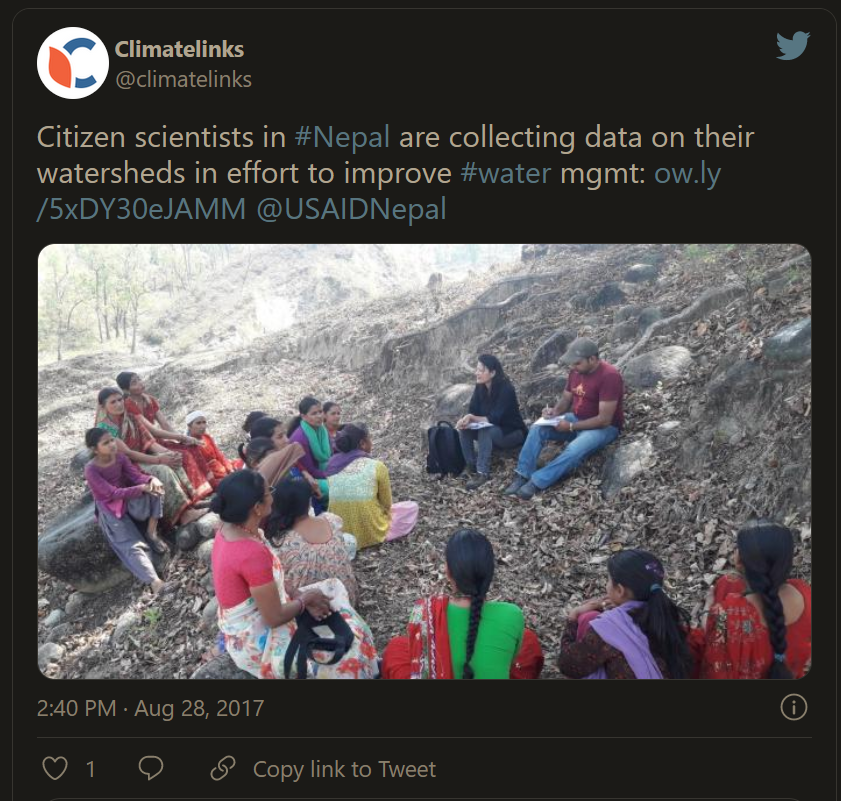 Climatelinks
@climatelinks
Citizen scientists in #Nepal are collecting data on their
watersheds in effort to improve #water mgmt: ow.ly
/5xDY30eJAMM @USAIDNepal
2:40 PM · Aug 28, 2017
1
Copy link to Tweet